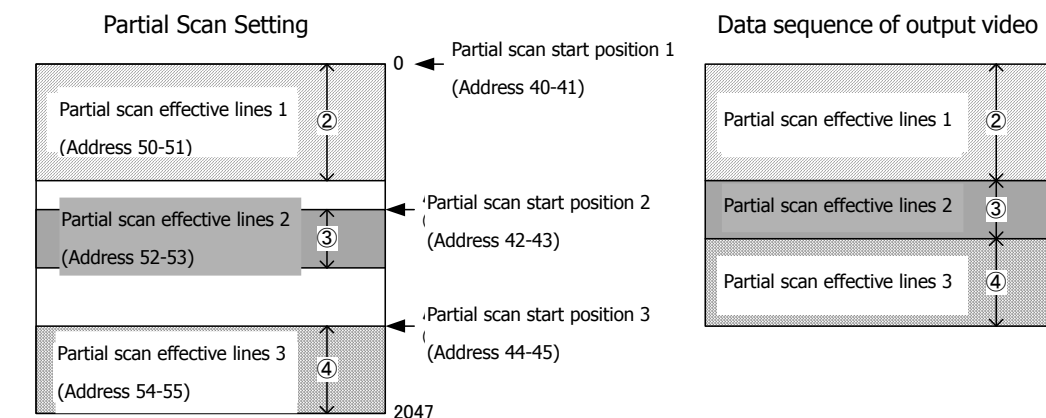 Partial Scan Setting
0
Partial scan start position 1
(Address 40-41)
Partial scan effective lines 1
(Address 50-51)
②
Partial scan start position 2
(Address 42-43)
Partial scan effective lines 2
(Address 52-53)
③
Partial scan start position 3
(Address 44-45)
Partial scan effective lines 3
(Address 54-55)
④
2047
Data sequence of output video
Partial scan effective lines 1
②
Partial scan effective lines 2
③
Partial scan effective lines 3
④